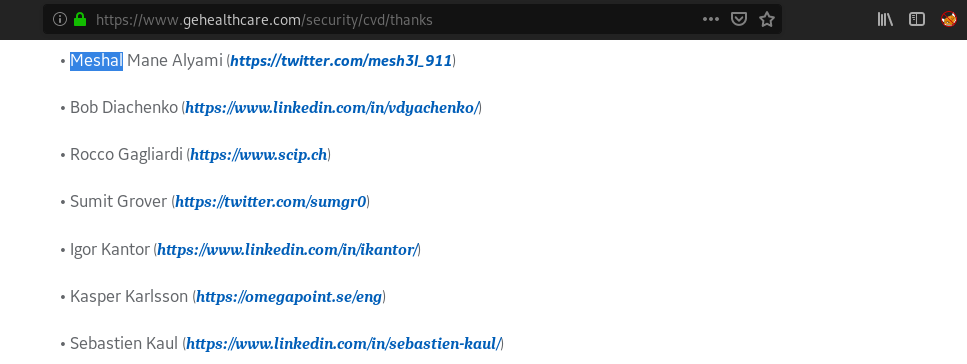 https://www.gehealthcare.com/security/cvd/thanks
• Meshal Mane Alyami (https://twitter.com/mesh3l_911)
• Bob Diachenko (https://www.linkedin.com/in/vdyachenko/)
• Rocco Gagliardi (https://www.scip.ch)
• Sumit Grover (https://twitter.com/sumgr0)
• Igor Kantor (https://www.linkedin.com/in/ikantor/)
• Kasper Karlsson (https://omegapoint.se/eng)
• Sebastien Kaul (https://www.linkedin.com/in/sebastien-kaul/)